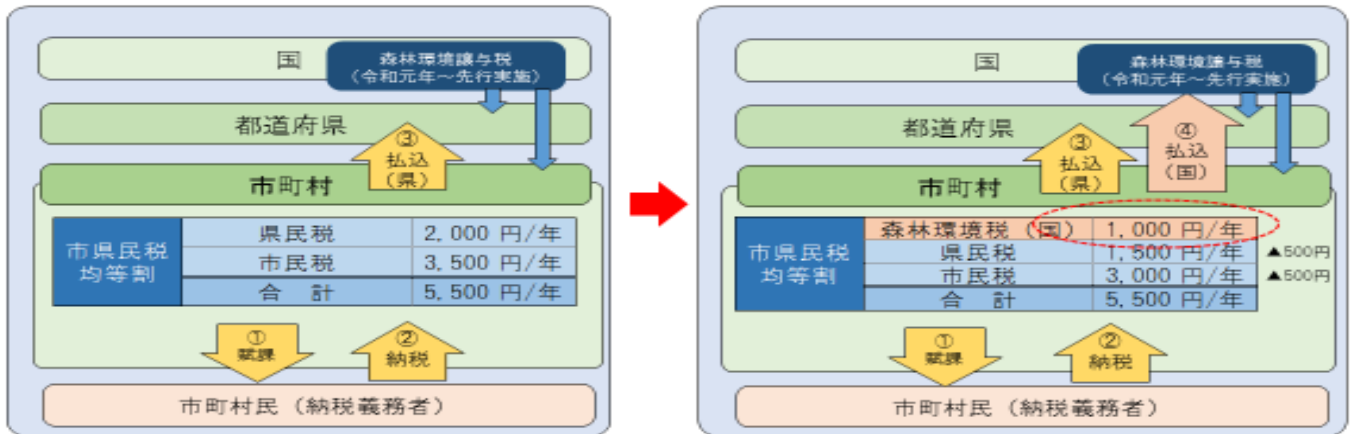 国
森林環境譲与税
(令和元年～先行実施)
都道府県
③
払込
(県)
市町村
市県民税
均等割
県民税 2,000 円/年
市民税 3,500 円/年
合 計 5,500 円/年
①
賦課
②
納税
市町村民（納税義務者）
国
森林環境譲与税
(令和元年～先行実施)
都道府県
③
払込
(県)
④
払込
(国)
市町村
市県民税
均等割
森林環境税（国） 1,000 円/年
県民税 1,500 円/年 ▲500円
市民税 3,000 円/年 ▲500円
合 計 5,500 円/年
①
賦課
②
納税
市町村民（納税義務者）